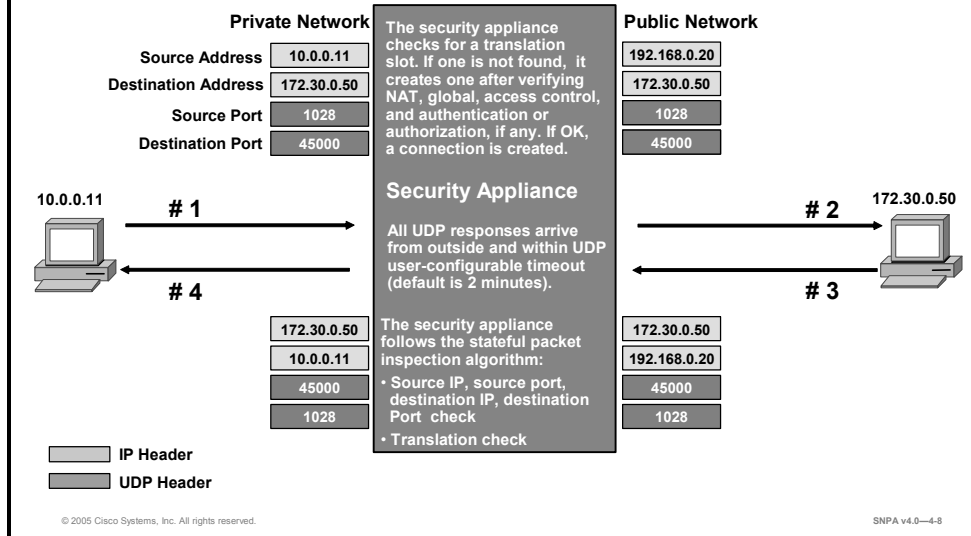 Private Network
Public Network
Source Address
10.0.0.11
Destination Address
172.30.0.50
Source Port
1028
Destination Port
45000
The security appliance
checks for a translation
slot. If one is not found, it
creates one after verifying
NAT, global, access control,
and authentication or
authorization, if any. If OK,
a connection is created.
192.168.0.20
172.30.0.50
1028
45000
10.0.0.11
# 1
# 4
Security Appliance
All UDP responses arrive
from outside and within UDP
user-configurable timeout
(default is 2 minutes).
# 2
# 3
172.30.0.50
172.30.0.50
10.0.0.11
45000
1028
The security appliance
follows the stateful packet
inspection algorithm:
• Source IP, source port,
destination IP, destination
Port check
• Translation check
172.30.0.50
192.168.0.20
45000
1028
IP Header
UDP Header
© 2005 Cisco Systems, Inc. All rights reserved.
SNPA v4.0—4-8